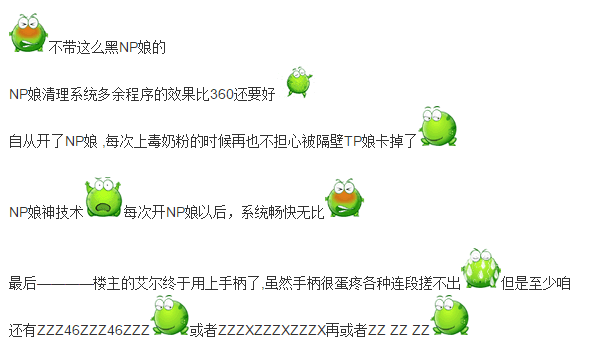 不带这么黑NP娘的
NP娘清理系统多余程序的效果比360还要好
自从开了NP娘 ,每次上毒奶粉的时候再也不担心被隔壁TP娘卡掉了
NP娘神技术 每次开NP娘以后，系统畅快无比
最后————楼主的艾尔终于用上手柄了,虽然手柄很蛋疼各种连段搓不出 但是至少咱
还有ZZZ46ZZZ46ZZZ 或者ZZZXZZZXZZZX再或者ZZ ZZ ZZ